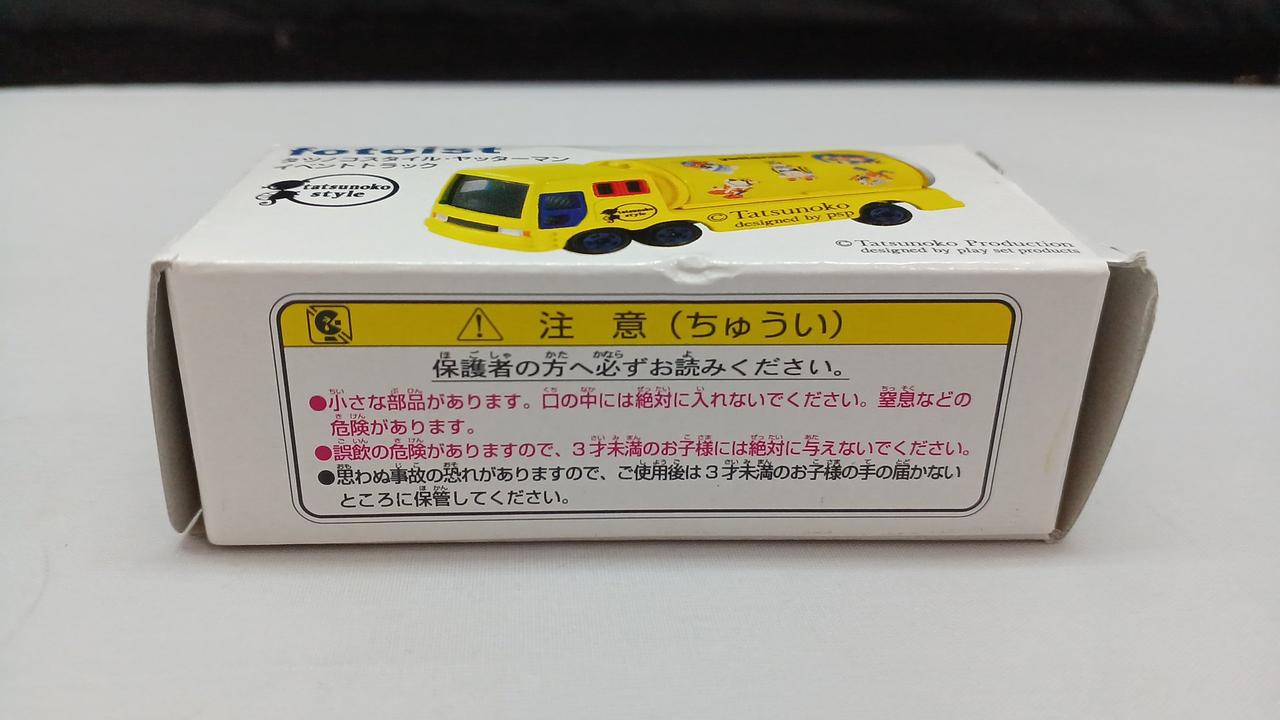 fotoist
タツノコスタイル・ヤッターマン
イベントトラック
tatsunoko
style
tatsunoko
style
© Tatsunoko
designed by psp
© Tatsunoko Production
designed by play set products
注意(ちゅうい)
保護者の方へ必ずお読みください。
●小さな部品があります。口の中には絶対に入れないでください。窒息などの
危険があります。
●誤飲の危険がありますので、3才未満のお子様には絶対に与えないでください。
●思わぬ事故の恐れがありますので、ご使用後は3才未満のお子様の手の届かない
ところに保管してください。